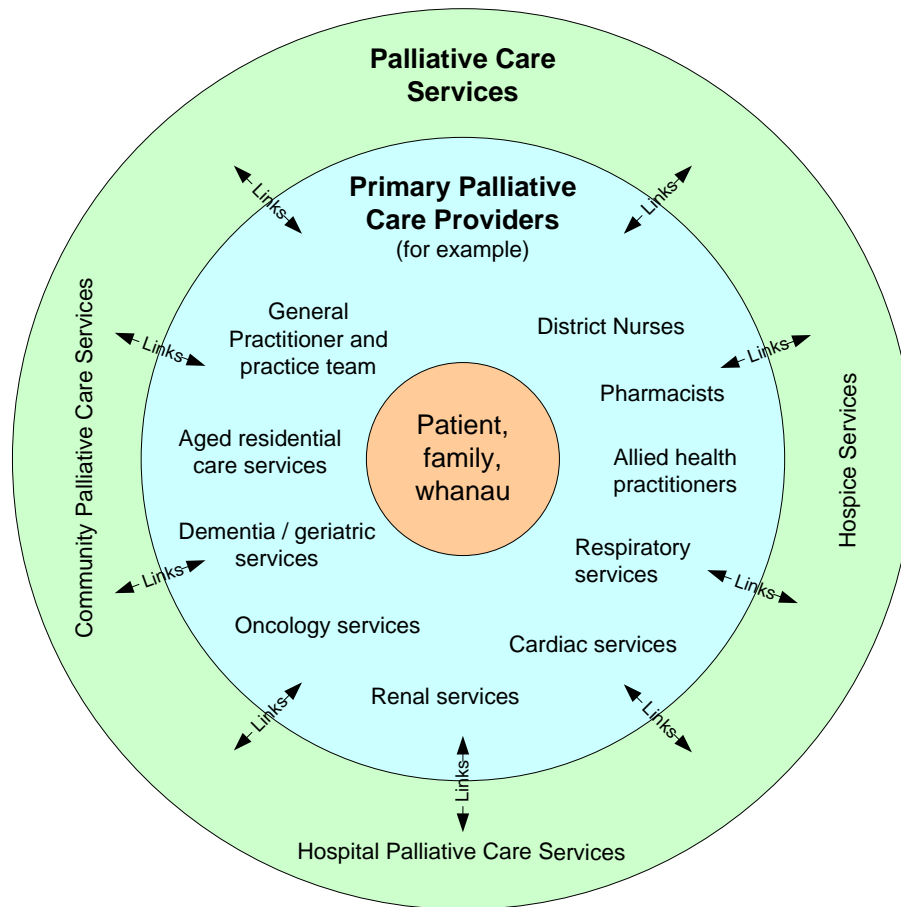 Palliative Care
Services
Links
Links
Primary Palliative
Care Providers
(for example)
General
Practitioner and
practice team
District Nurses
Links
Links
Pharmacists
Patient,
family,
whanau
Aged residential
care services
Allied health
practitioners
Community Palliative Care Services
Hospice Services
Dementia / geriatric
services
Respiratory
services
Links
Links
Oncology services
Cardiac services
Renal services
Links
Links
Links
Hospital Palliative Care Services